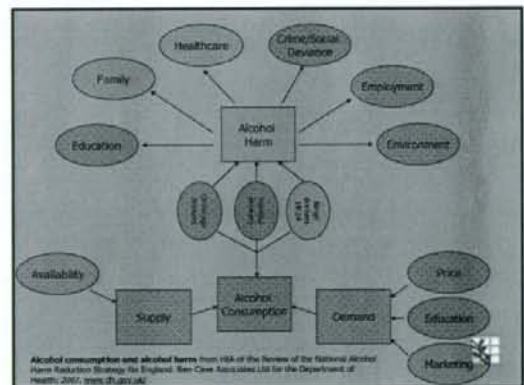 Healthcare
Crime/Social
Deviance
Family
Employment
Alcohol
Harm
Education
Environment
Availability
Price
Alcohol
Consumption
Supply
Demand
Education
Marketing
Alcohol consumption and alcohol harm from HIA of the Review of the National Alcohol
Harm Reduction Strategy for England. Ben Cave Associates Ltd for the Department of
Health: 2007. www.dh.gov.uk/